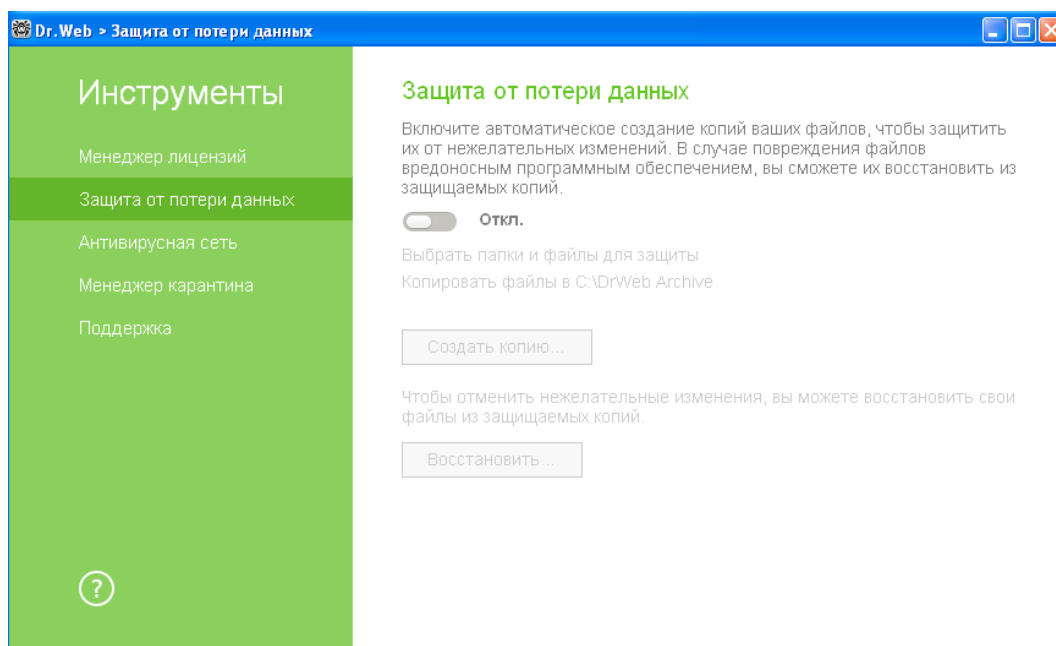 Dr.Web > Защита от потери данных
Инструменты
Менеджер лицензий
Защита от потери данных
Антивирусная сеть
Менеджер карантина
Поддержка
?
Защита от потери данных
Включите автоматическое создание копий ваших файлов, чтобы защитить
их от нежелательных изменений. В случае повреждения файлов
вредоносным программным обеспечением, вы сможете их восстановить из
защищаемых копий.
Откл.
Выбрать папки и файлы для защиты
Копировать файлы в C:\DrWeb Archive
Создать копию...
Чтобы отменить нежелательные изменения, вы можете восстановить свои
файлы из защищаемых копий.
Восстановить...